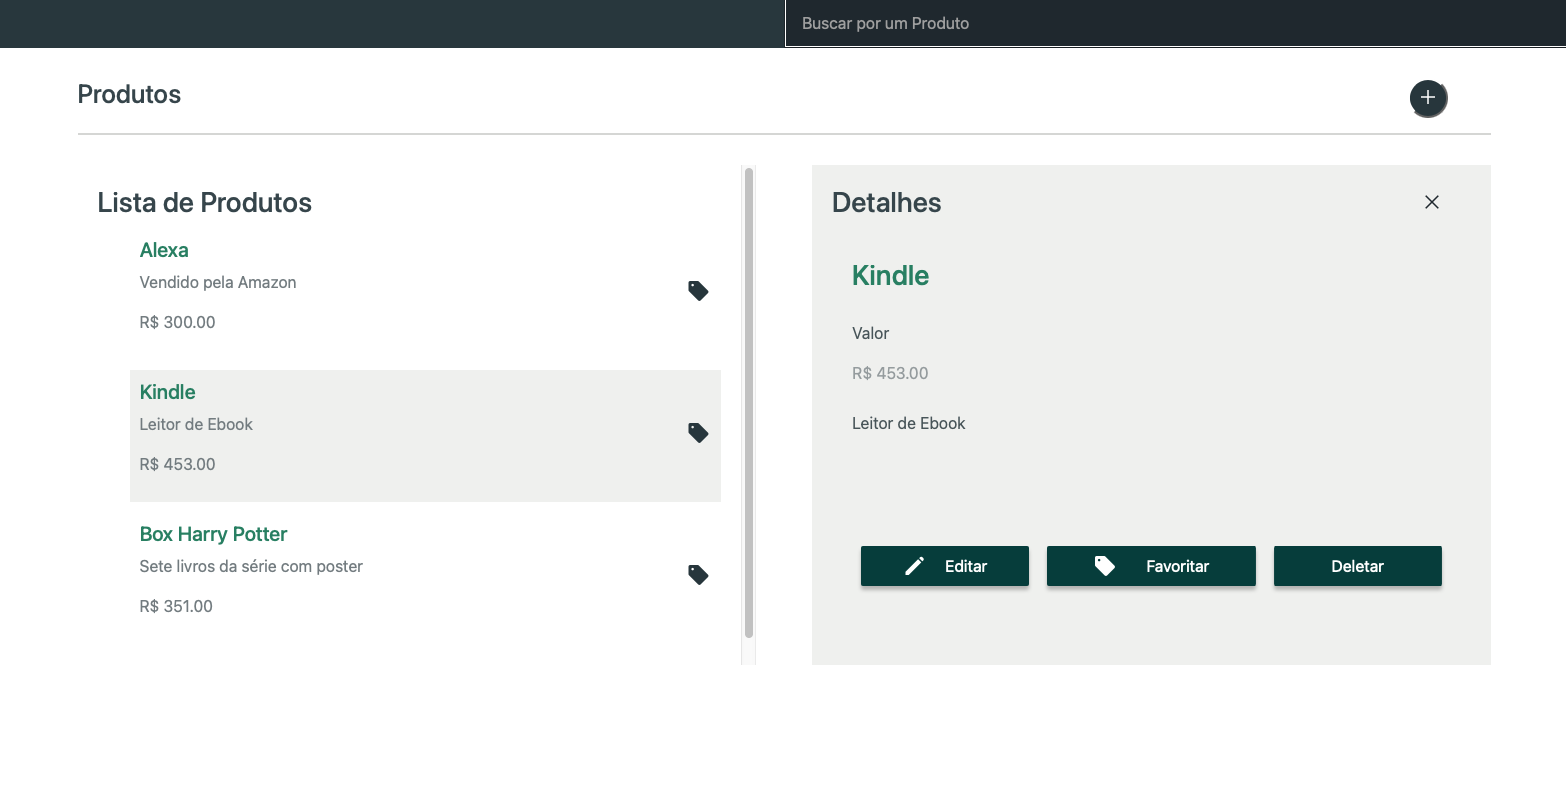 Buscar por um Produto
Produtos
Lista de Produtos
Alexa
Vendido pela Amazon
R$ 300.00
Kindle
Leitor de Ebook
R$ 453.00
Box Harry Potter
Sete livros da série com poster
R$ 351.00
Detalhes
Kindle
Valor
R$ 453.00
Leitor de Ebook
Editar
Favoritar
Deletar